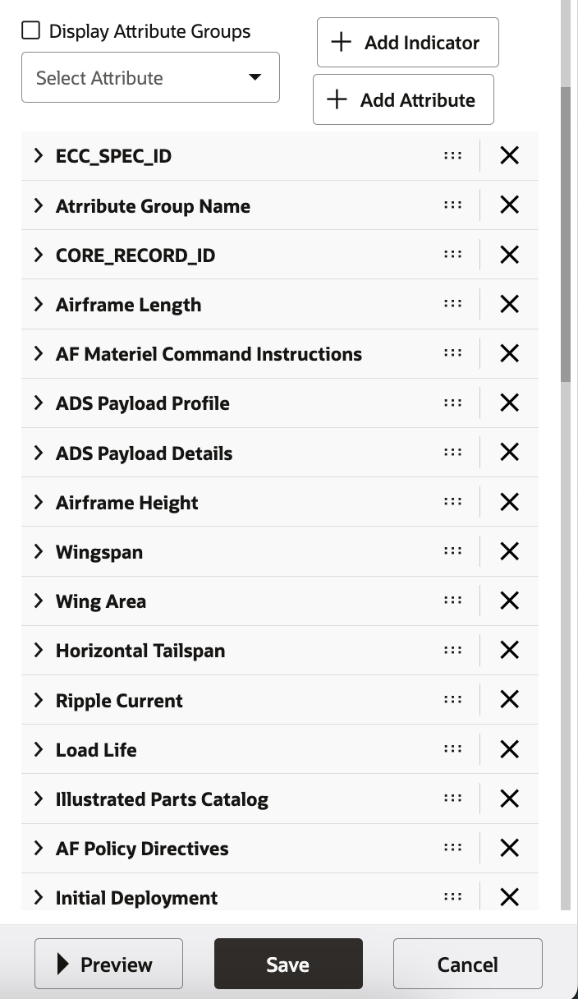 Display Attribute Groups
Add Indicator
Select Attribute
Add Attribute
ECC_SPEC_ID
Atrribute Group Name
CORE_RECORD_ID
Airframe Length
AF Materiel Command Instructions
ADS Payload Profile
ADS Payload Details
Airframe Height
Wingspan
Wing Area
Horizontal Tailspan
Ripple Current
Load Life
Illustrated Parts Catalog
AF Policy Directives
Initial Deployment
Preview
Save
Cancel